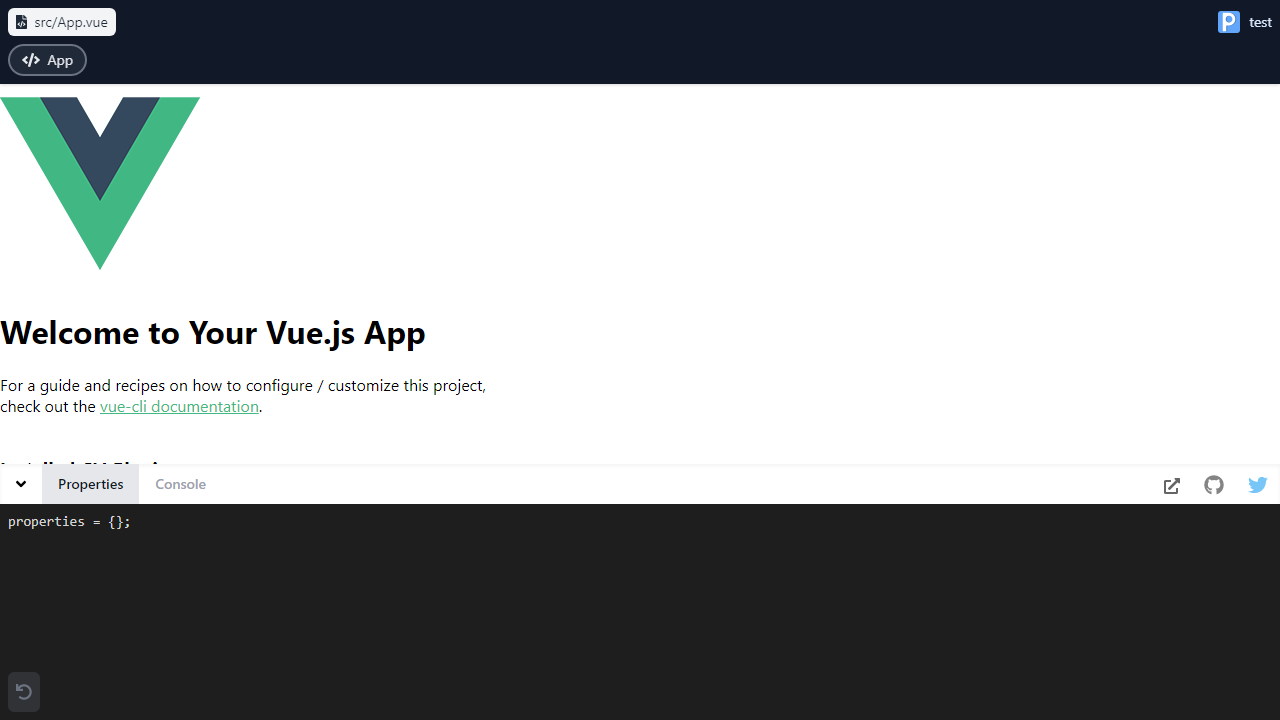 src/App.vue
test
App
Welcome to Your Vue.js App
For a guide and recipes on how to configure / customize this project,
check out the vue-cli documentation.
Properties
Console
properties = {};